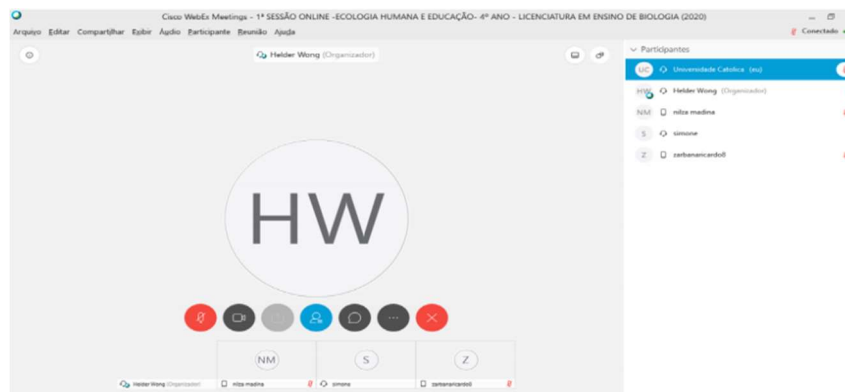 Cisco WebEx Meetings - 1ª SESSÃO ONLINE -ECOLOGIA HUMANA E EDUCAÇÃO- 4º ANO - LICENCIATURA EM ENSINO DE BIOLOGIA (2020)
Arquivo Editar Compartilhar Exibir Áudio Participante Reunião Ajuda
Conectado
Helder Wong (Organizador)
Participantes
UC Universidade Catolica (eu)
HW Helder Wong (Organizador)
NM nilza madina
S simone
Z zarbanaricardo8
HW
NM
S
Z
Helder Wong (Organizador)
nilza madina
simone
zarbanaricardo8